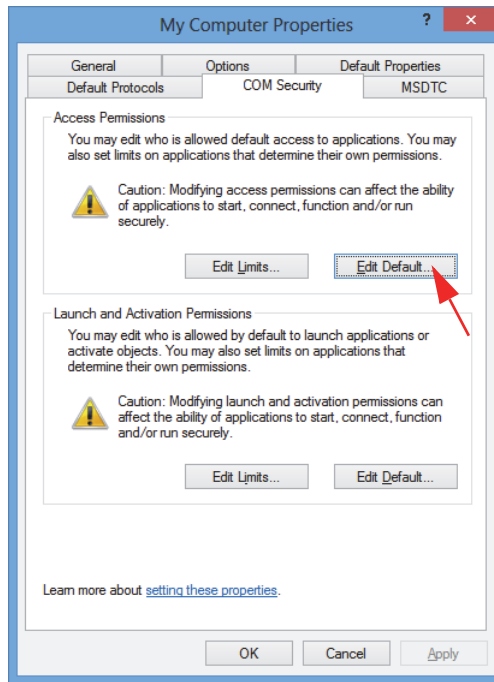 My Computer Properties
?
×
General
Options
Default Properties
Default Protocols
COM Security
MSDTC
Access Permissions
You may edit who is allowed default access to applications. You may
also set limits on applications that determine their own permissions.
Caution: Modifying access permissions can affect the ability
of applications to start, connect, function and/or run
securely.
Edit Limits...
Edit Default...
Launch and Activation Permissions
You may edit who is allowed by default to launch applications or
activate objects. You may also set limits on applications that
determine their own permissions.
Caution: Modifying launch and activation permissions can
affect the ability of applications to start, connect, function
and/or run securely.
Edit Limits...
Edit Default...
Learn more about setting these properties.
OK
Cancel
Apply